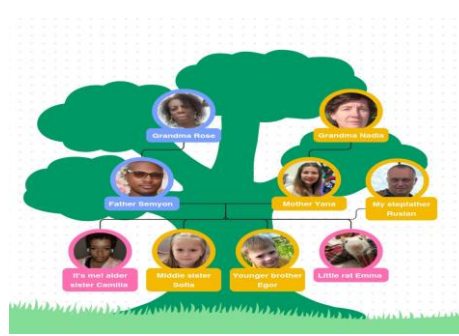 Grandma Rose
Grandma Nadia
Father Semyon
Mother Yana
My stepfather
Ruslan
It's me! elder
sister Camilla
Middle sister
Sofia
Younger brother
Egor
Little rat Emma